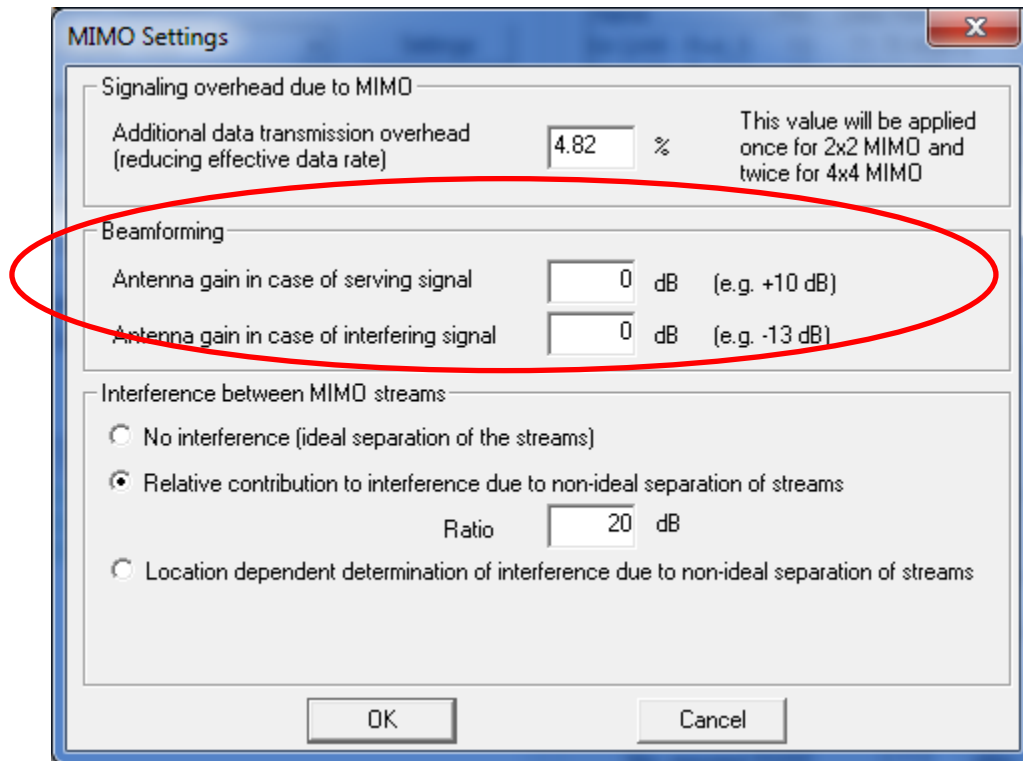 MIMO Settings
Signaling overhead due to MIMO
Additional data transmission overhead
(reducing effective data rate)
4.82 %
This value will be applied
once for 2x2 MIMO and
twice for 4x4 MIMO
Beamforming
Antenna gain in case of serving signal 0 dB (e.g. +10 dB)
Antenna gain in case of interfering signal 0 dB (e.g. -13 dB)
Interference between MIMO streams
No interference (ideal separation of the streams)
Relative contribution to interference due to non-ideal separation of streams
Ratio 20 dB
Location dependent determination of interference due to non-ideal separation of streams
OK Cancel